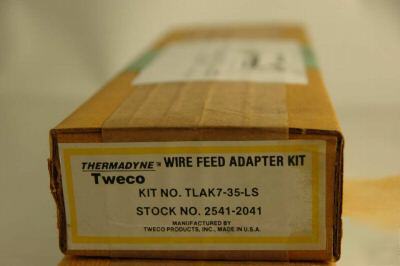 THERMADYNE™ WIRE FEED ADAPTER KIT
Tweco
KIT NO. TLAK7-35-LS
STOCK NO. 2541-2041
MANUFACTURED BY
TWECO PRODUCTS, INC., MADE IN U.S.A.